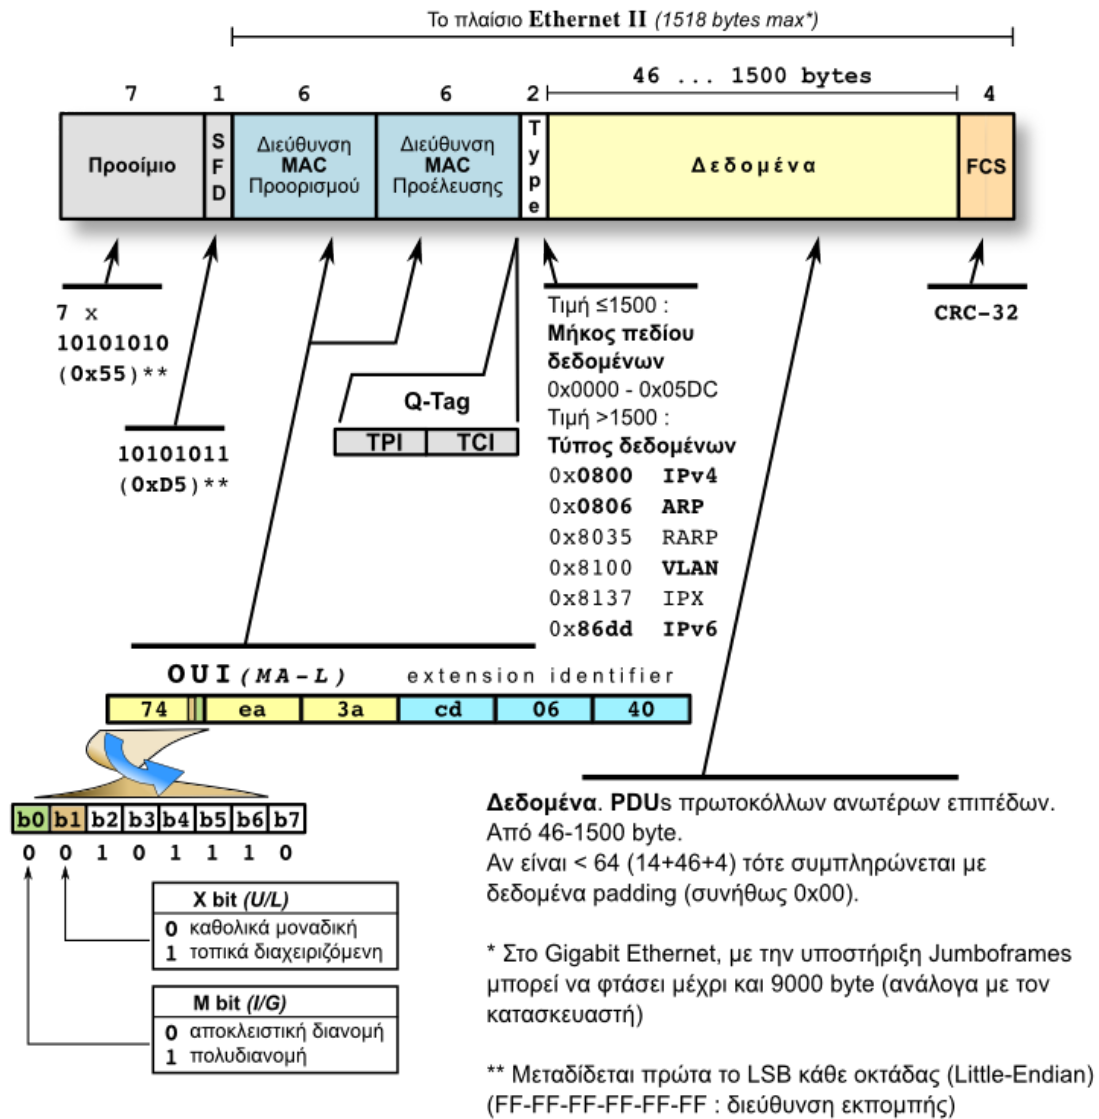 Το πλαίσιο Ethernet II (1518 bytes max*)
46 ... 1500 bytes
7 1 6 6 2 4
Προοίμιο
SFD
Διεύθυνση
MAC
Προορισμού
Διεύθυνση
MAC
Προέλευσης
Type
Δεδομένα
FCS
7 x
10101010
(0x55)**
10101011
(0xD5)**
Q-Tag
TPI TCI
Τιμή ≤1500 :
Μήκος πεδίου
δεδομένων
0x0000 - 0x05DC
Τιμή >1500 :
Τύπος δεδομένων
0x0800 IPv4
0x0806 ARP
0x8035 RARP
0x8100 VLAN
0x8137 IPX
0x86dd IPv6
CRC-32
OUI (MA-L) extension identifier
74 ea 3a cd 06 40
b0 b1 b2 b3 b4 b5 b6 b7
0 0 1 0 1 1 1 0
X bit (U/L)
0 καθολικά μοναδική
1 τοπικά διαχειριζόμενη
M bit (I/G)
0 αποκλειστική διανομή
1 πολυδιανομή
Δεδομένα. PDUs πρωτοκόλλων ανωτέρων επιπέδων.
Από 46-1500 byte.
Αν είναι < 64 (14+46+4) τότε συμπληρώνεται με
δεδομένα padding (συνήθως 0x00).
* Στο Gigabit Ethernet, με την υποστήριξη Jumboframes
μπορεί να φτάσει μέχρι και 9000 byte (ανάλογα με τον
κατασκευαστή)
** Μεταδίδεται πρώτα το LSB κάθε οκτάδας (Little-Endian)
(FF-FF-FF-FF-FF-FF : διεύθυνση εκπομπής)